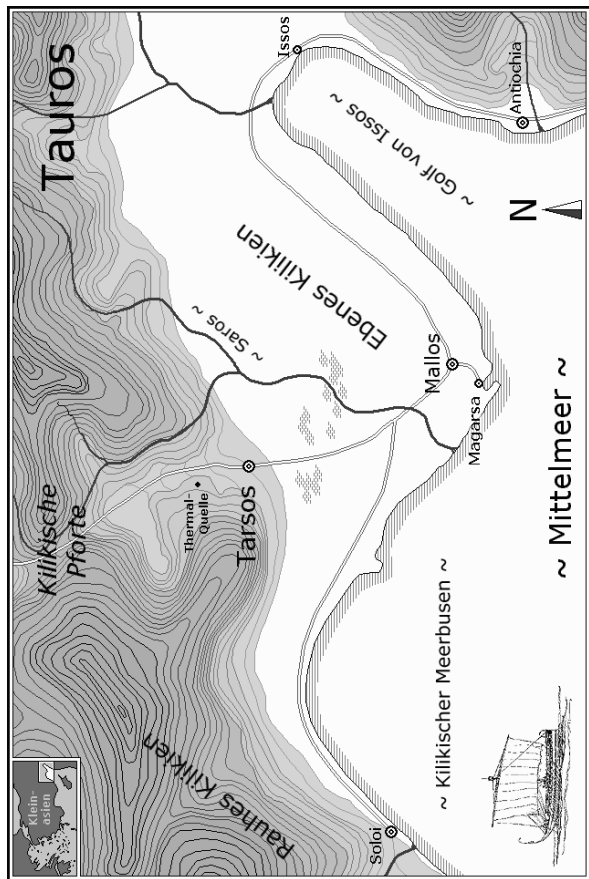 Klein-
asien
Kilikische
Pforte
Tauros
Thermal-
Quelle
Rauhes Kilikien
~ Saros ~
Tarsos
Issos
Ebenes Kilikien
Soloi
~ Golf von Issos ~
Mallos
~ Kilikischer Meerbusen ~
Magarsa
Antiochia
N
~ Mittelmeer ~